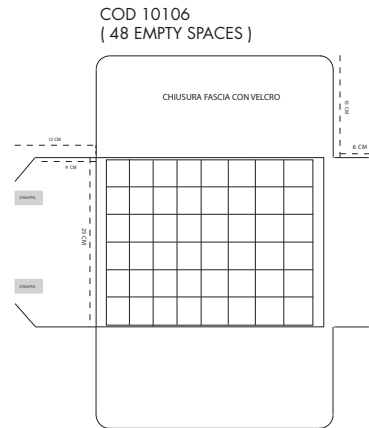 COD 10106
( 48 EMPTY SPACES )
CHIUSURA FASCIA CON VELCRO
15 CM
12 CM
6 CM
9 CM
STRAPPO
25 CM
STRAPPO